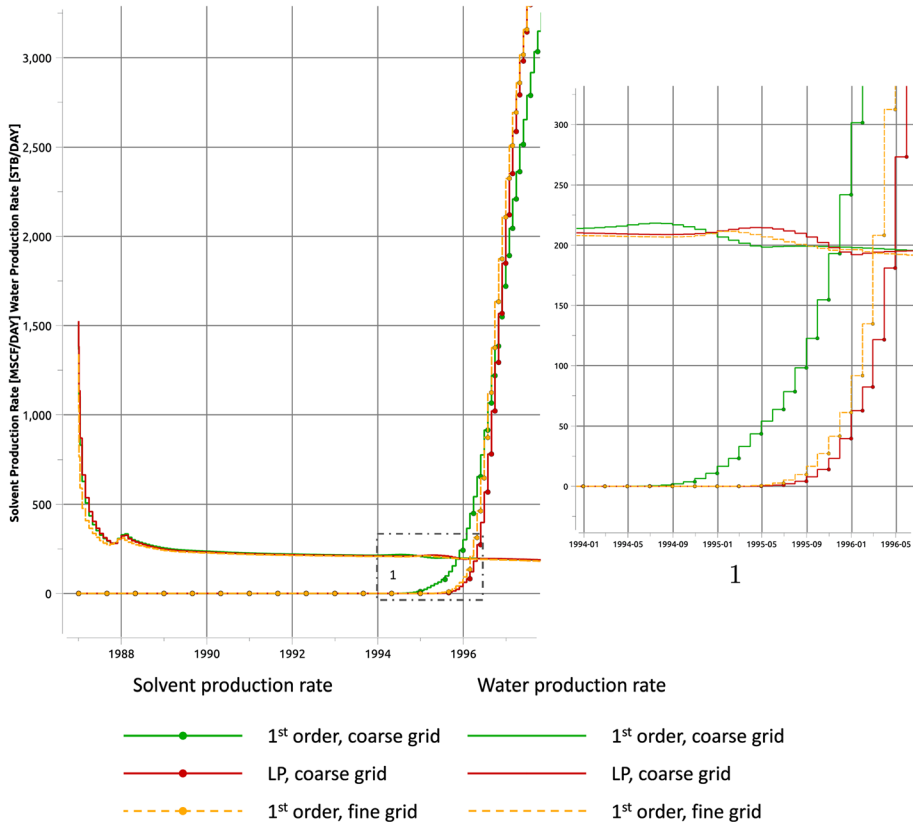 Solvent Production Rate [MSCF/DAY] Water Production Rate [STB/DAY]
3,000
2,500
2,000
1,500
1,000
500
0
1988 1990 1992 1994 1996
1
300
250
200
150
100
50
0
1994-01 1994-05 1994-09 1995-01 1995-05 1995-09 1996-01 1996-05
1
Solvent production rate Water production rate
1st order, coarse grid 1st order, coarse grid
LP, coarse grid LP, coarse grid
1st order, fine grid 1st order, fine grid